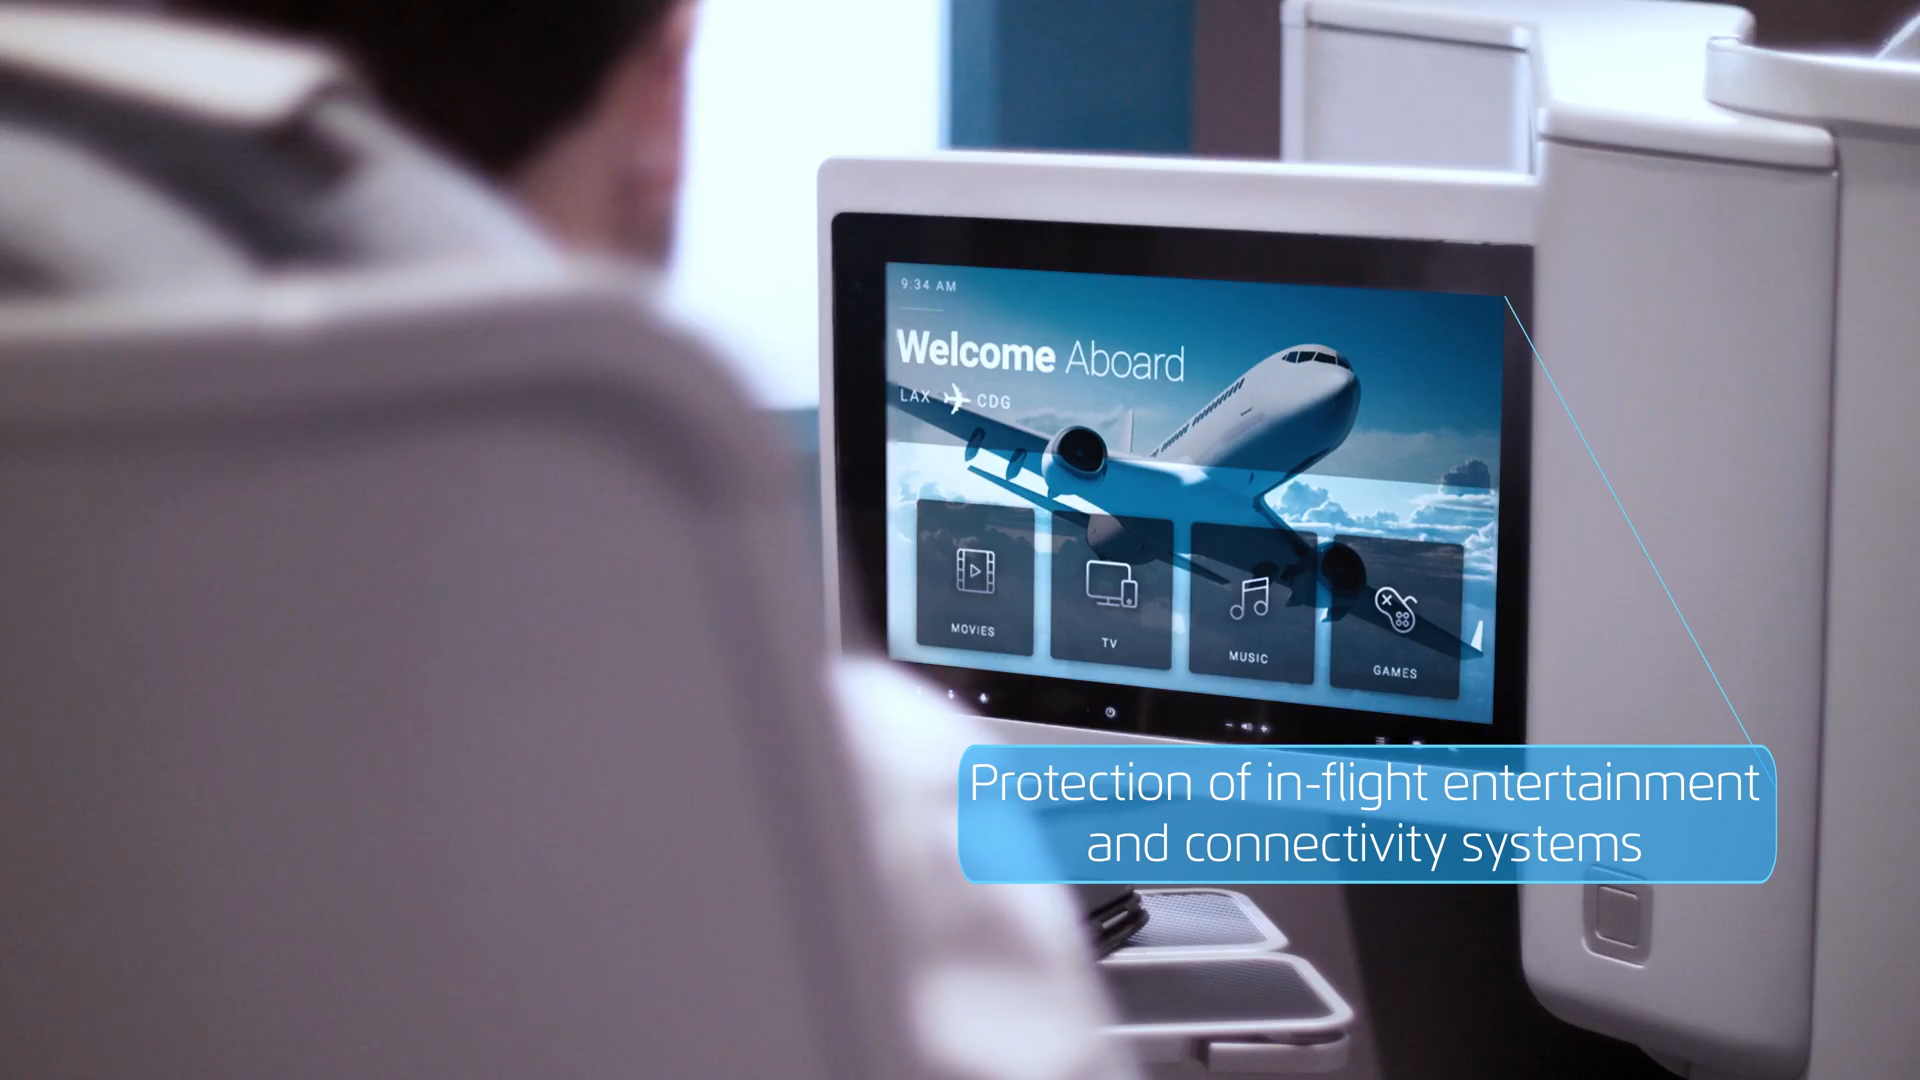 9:34 AM
Welcome Aboard
LAX CDG
MOVIES
TV
MUSIC
GAMES
Protection of in-flight entertainment
and connectivity systems